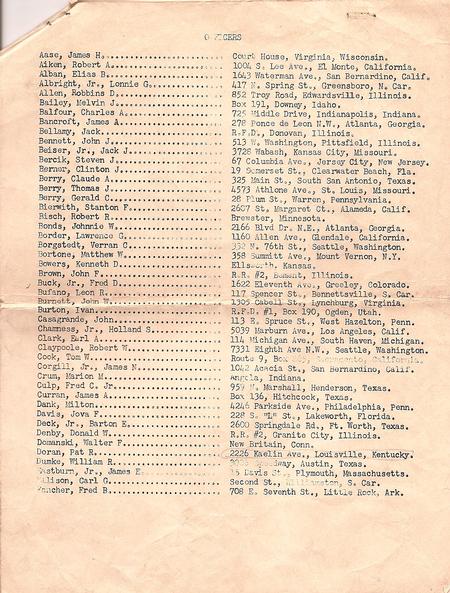 OFFICERS
Aase, James H.............................. Court House, Virginia, Wisconsin.
Aiken, Robert A............................ 1004 S. Lee Ave., El Monte, California.
Alban, Elias B............................. 1643 Waterman Ave., San Bernardino, Calif.
Albright, Jr., Lonnie G.................... 417 N. Spring St., Greensboro, N. Car.
Allen, Robbins D........................... 852 Troy Road, Edwardsville, Illinois.
Bailey, Melvin J........................... Box 191, Downey, Idaho.
Balfour, Charles A......................... 725 Middle Drive, Indianapolis, Indiana.
Bancroft, James A.......................... 278 Ponce de Leon N.W., Atlanta, Georgia.
Bellamy, Jack.............................. R.F.D., Donovan, Illinois.
Bennett, John J............................ 513 W. Washington, Pittsfield, Illinois.
Beiser, Jr., Jack J........................ 3728 Wabash, Kansas City, Missouri.
Bercik, Steven J........................... 67 Columbia Ave., Jersey City, New Jersey.
Berner, Clinton J.......................... 19 Somerset St., Clearwater Beach, Fla.
Berry, Claude A............................ 325 Main St., South San Antonio, Texas.
Berry, Thomas J............................ 4573 Athlone Ave., St. Louis, Missouri.
Berry, Gerald C............................ 28 Plum St., Warren, Pennsylvania.
Bierwith, Stanton F........................ 2607 St. Margaret Ct., Alameda, Calif.
Bisch, Robert R............................ Brewster, Minnesota.
Bonds, Johnnie W........................... 2166 Blvd Dr. N.E., Atlanta, Georgia.
Border, Lawrence G......................... 1160 Allen Ave., Glendale, California.
Borgstedt, Verran C........................ 332 N. 76th St., Seattle, Washington.
Bortone, Matthew W......................... 358 Summitt Ave., Mount Vernon, N.Y.
Bowers, Kenneth D.......................... Ellsworth, Kansas.
Brown, John F.............................. R.R. #2, Bement, Illinois.
Buck, Jr., Fred D.......................... 1622 Eleventh Ave., Greeley, Colorado.
Bufano, Leon R............................. 117 Spencer St., Bennettsville, S. Car.
Burnett, John W............................ 1305 Cabell St., Lynchburg, Virginia.
Burton, Ivan............................... R.F.D. #1, Box 190, Ogden, Utah.
Casagrande, John........................... 113 E. Spruce St., West Hazelton, Penn.
Chamness, Jr., Holland S................... 5039 Marburn Ave., Los Angeles, Calif.
Clark, Earl A.............................. 114 Michigan Ave., South Haven, Michigan.
Claypoole, Robert W........................ 7331 Eighth Ave N.W., Seattle, Washington.
Cook, Tom W................................ Route 9, Box California.
Corgill, Jr., James N...................... 1042 Acacia St., San Bernardino, Calif.
Crum, Marion M............................. Angola, Indiana.
Culp, Fred C. Jr........................... 959 N. Marshall, Henderson, Texas.
Curran, James A............................ Box 136, Hitchcock, Texas.
Dank, Milton............................... 4246 Parkside Ave., Philadelphia, Penn.
Davis, Jova F.............................. 228 S. "L" St., Lakeworth, Florida.
Deck, Jr., Barton E........................ 2600 Springdale Rd., Ft. Worth, Texas.
Denby, Donald W............................ R.R. #2, Granite City, Illinois.
Domanski, Walter F......................... New Britain, Conn.
Doran, Pat R............................... 2226 Kaelin Ave., Louisville, Kentucky.
Dumke, William R........................... Speedway, Austin, Texas.
Eastburn, Jr., James E..................... 15 Davis St., Plymouth, Massachusetts.
Ellison, Carl G............................ Second St., Williamston, S. Car.
Fancher, Fred B............................ 708 E. Seventh St., Little Rock, Ark.